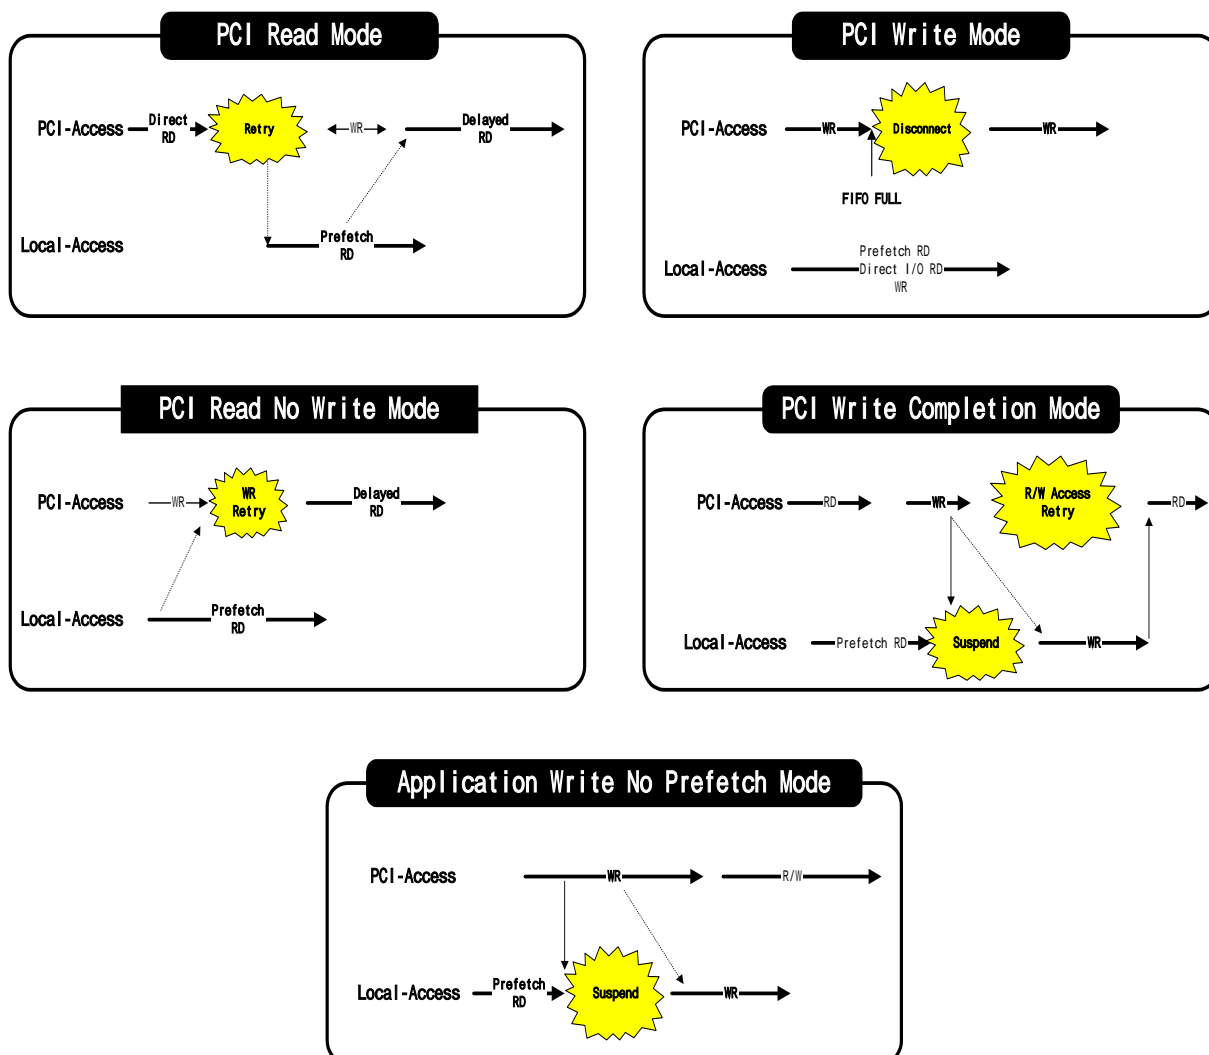 PCI Read Mode
PCI-Access
Direct
RD
Retry
WR
Delayed
RD
Local-Access
Prefetch
RD
PCI Write Mode
PCI-Access
WR
Disconnect
WR
FIFO FULL
Local-Access
Prefetch RD
Direct I/O RD
WR
PCI Read No Write Mode
PCI-Access
WR
WR
Retry
Delayed
RD
Local-Access
Prefetch
RD
PCI Write Completion Mode
PCI-Access
RD
WR
R/W Access
Retry
RD
Local-Access
Prefetch RD
Suspend
WR
Application Write No Prefetch Mode
PCI-Access
WR
R/W
Local-Access
Prefetch
RD
Suspend
WR